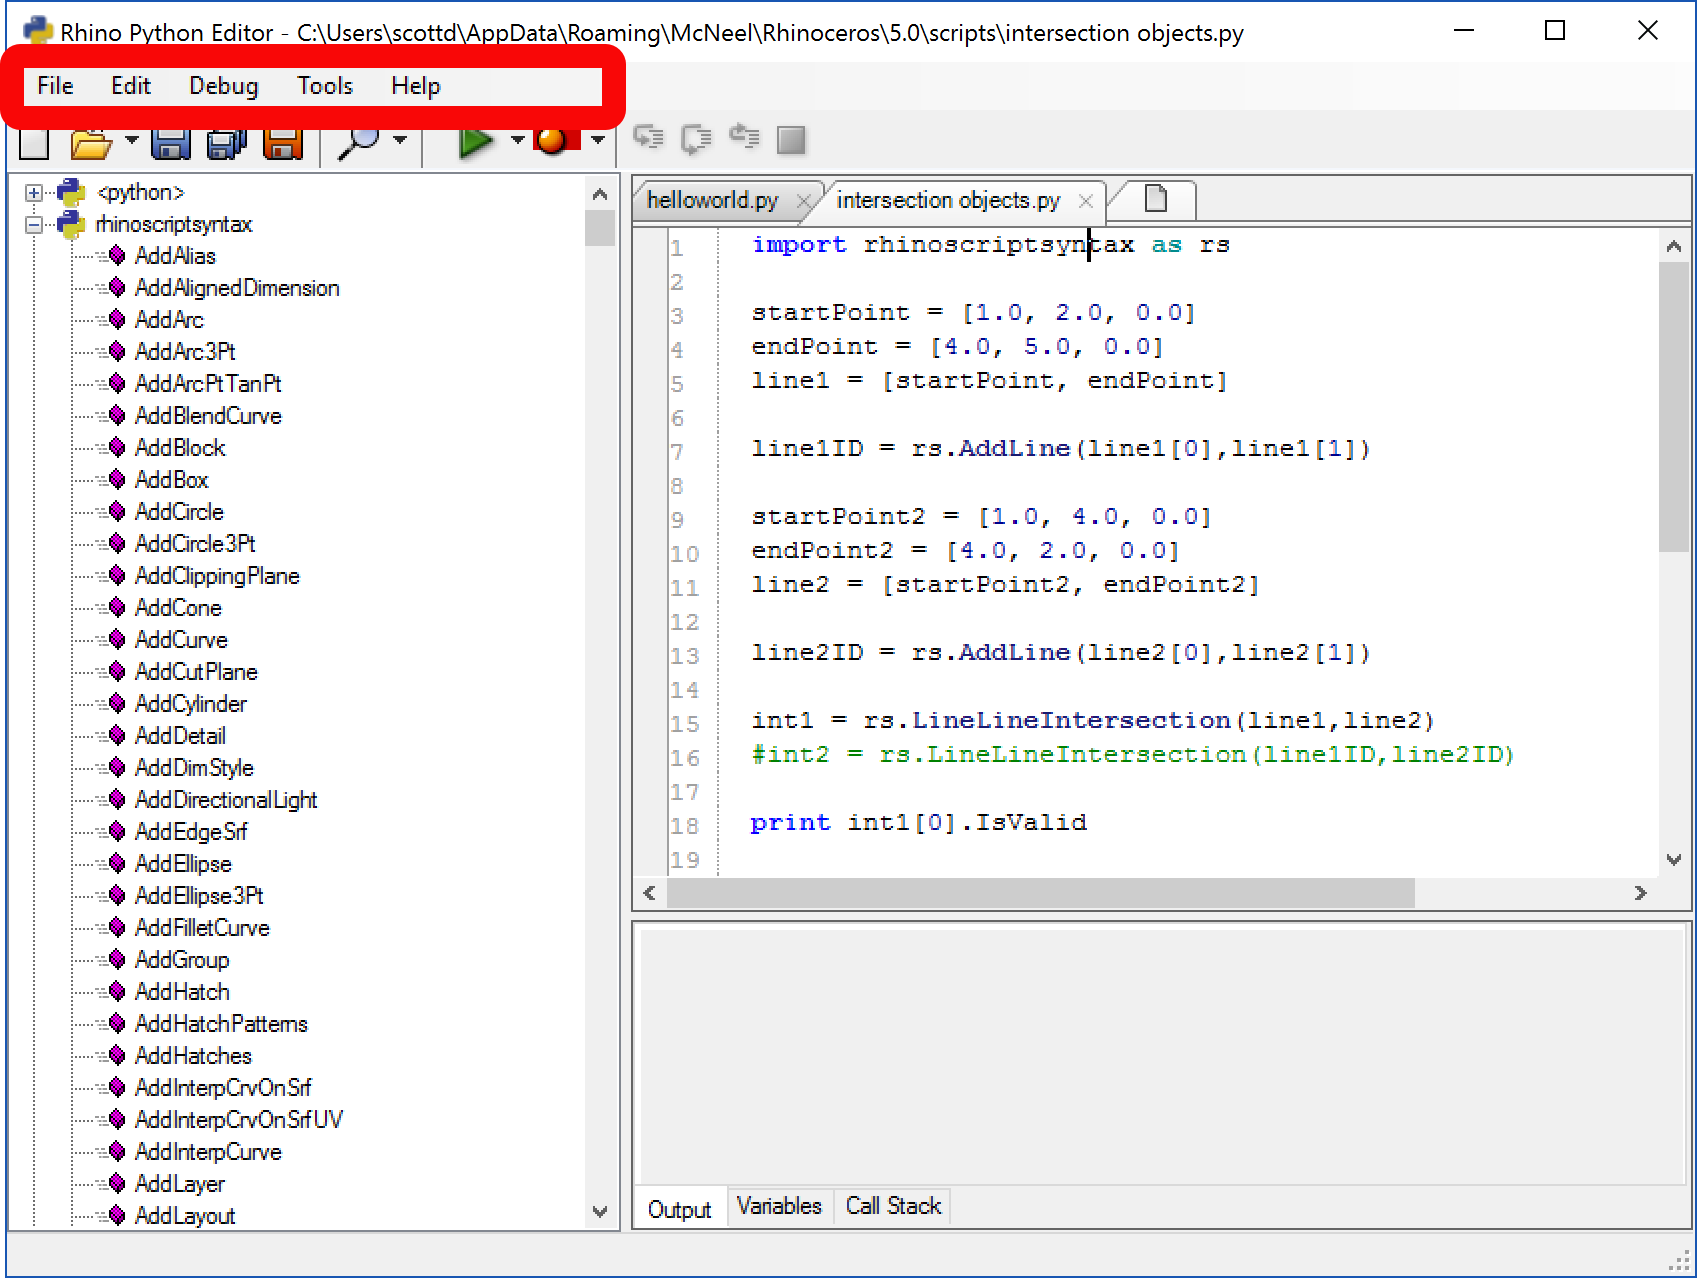 Rhino Python Editor - C:\Users\scottd\AppData\Roaming\McNeel\Rhinoceros\5.0\scripts\intersection objects.py
File Edit Debug Tools Help
<python>
rhinoscriptsyntax
AddAlias
AddAlignedDimension
AddArc
AddArc3Pt
AddArcPtTanPt
AddBlendCurve
AddBlock
AddBox
AddCircle
AddCircle3Pt
AddClippingPlane
AddCone
AddCurve
AddCutPlane
AddCylinder
AddDetail
AddDimStyle
AddDirectionalLight
AddEdgeSrf
AddEllipse
AddEllipse3Pt
AddFilletCurve
AddGroup
AddHatch
AddHatchPatterns
AddHatches
AddInterpCrvOnSrf
AddInterpCrvOnSrfUV
AddInterpCurve
AddLayer
AddLayout
helloworld.py intersection objects.py
1 import rhinoscriptsyntax as rs
2
3 startPoint = [1.0, 2.0, 0.0]
4 endPoint = [4.0, 5.0, 0.0]
5 line1 = [startPoint, endPoint]
6
7 line1ID = rs.AddLine(line1[0],line1[1])
8
9 startPoint2 = [1.0, 4.0, 0.0]
10 endPoint2 = [4.0, 2.0, 0.0]
11 line2 = [startPoint2, endPoint2]
12
13 line2ID = rs.AddLine(line2[0],line2[1])
14
15 int1 = rs.LineLineIntersection(line1,line2)
16 #int2 = rs.LineLineIntersection(line1ID,line2ID)
17
18 print int1[0].IsValid
19
Output Variables Call Stack